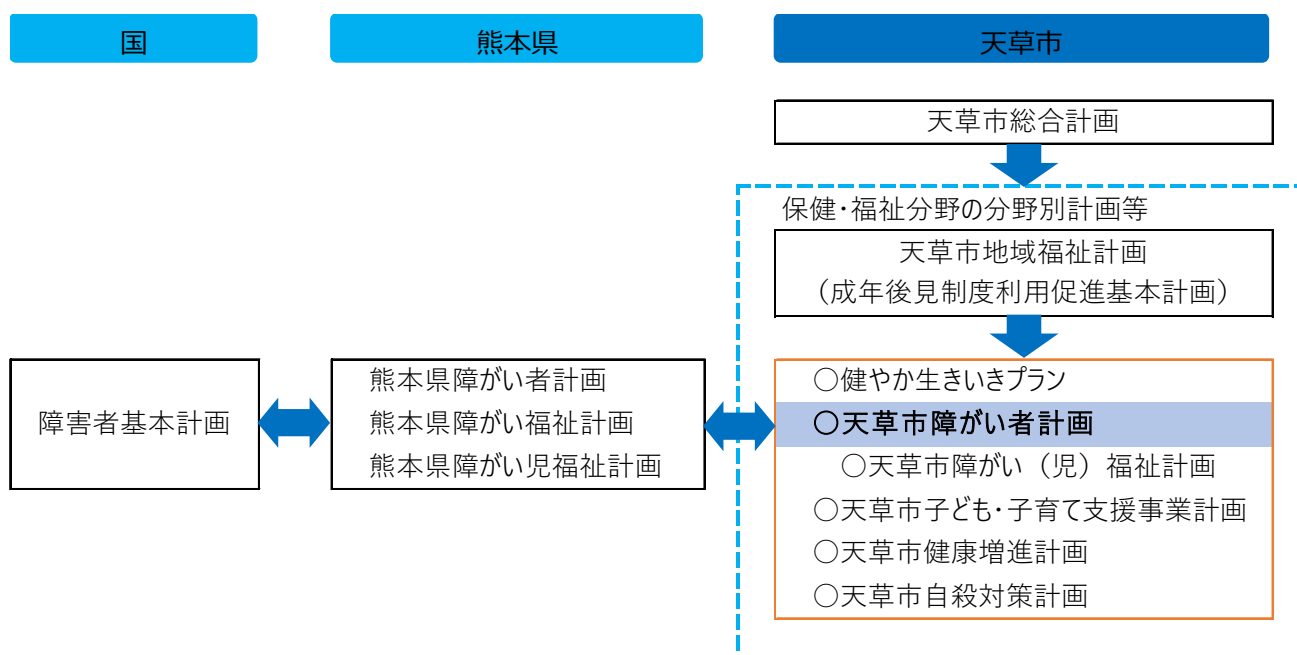 国
熊本県
天草市
天草市総合計画
保健・福祉分野の分野別計画等
天草市地域福祉計画
（成年後見制度利用促進基本計画）
障害者基本計画
熊本県障がい者計画
熊本県障がい福祉計画
熊本県障がい児福祉計画
○健やか生きいきプラン
○天草市障がい者計画
○天草市障がい（児）福祉計画
○天草市子ども・子育て支援事業計画
○天草市健康増進計画
○天草市自殺対策計画